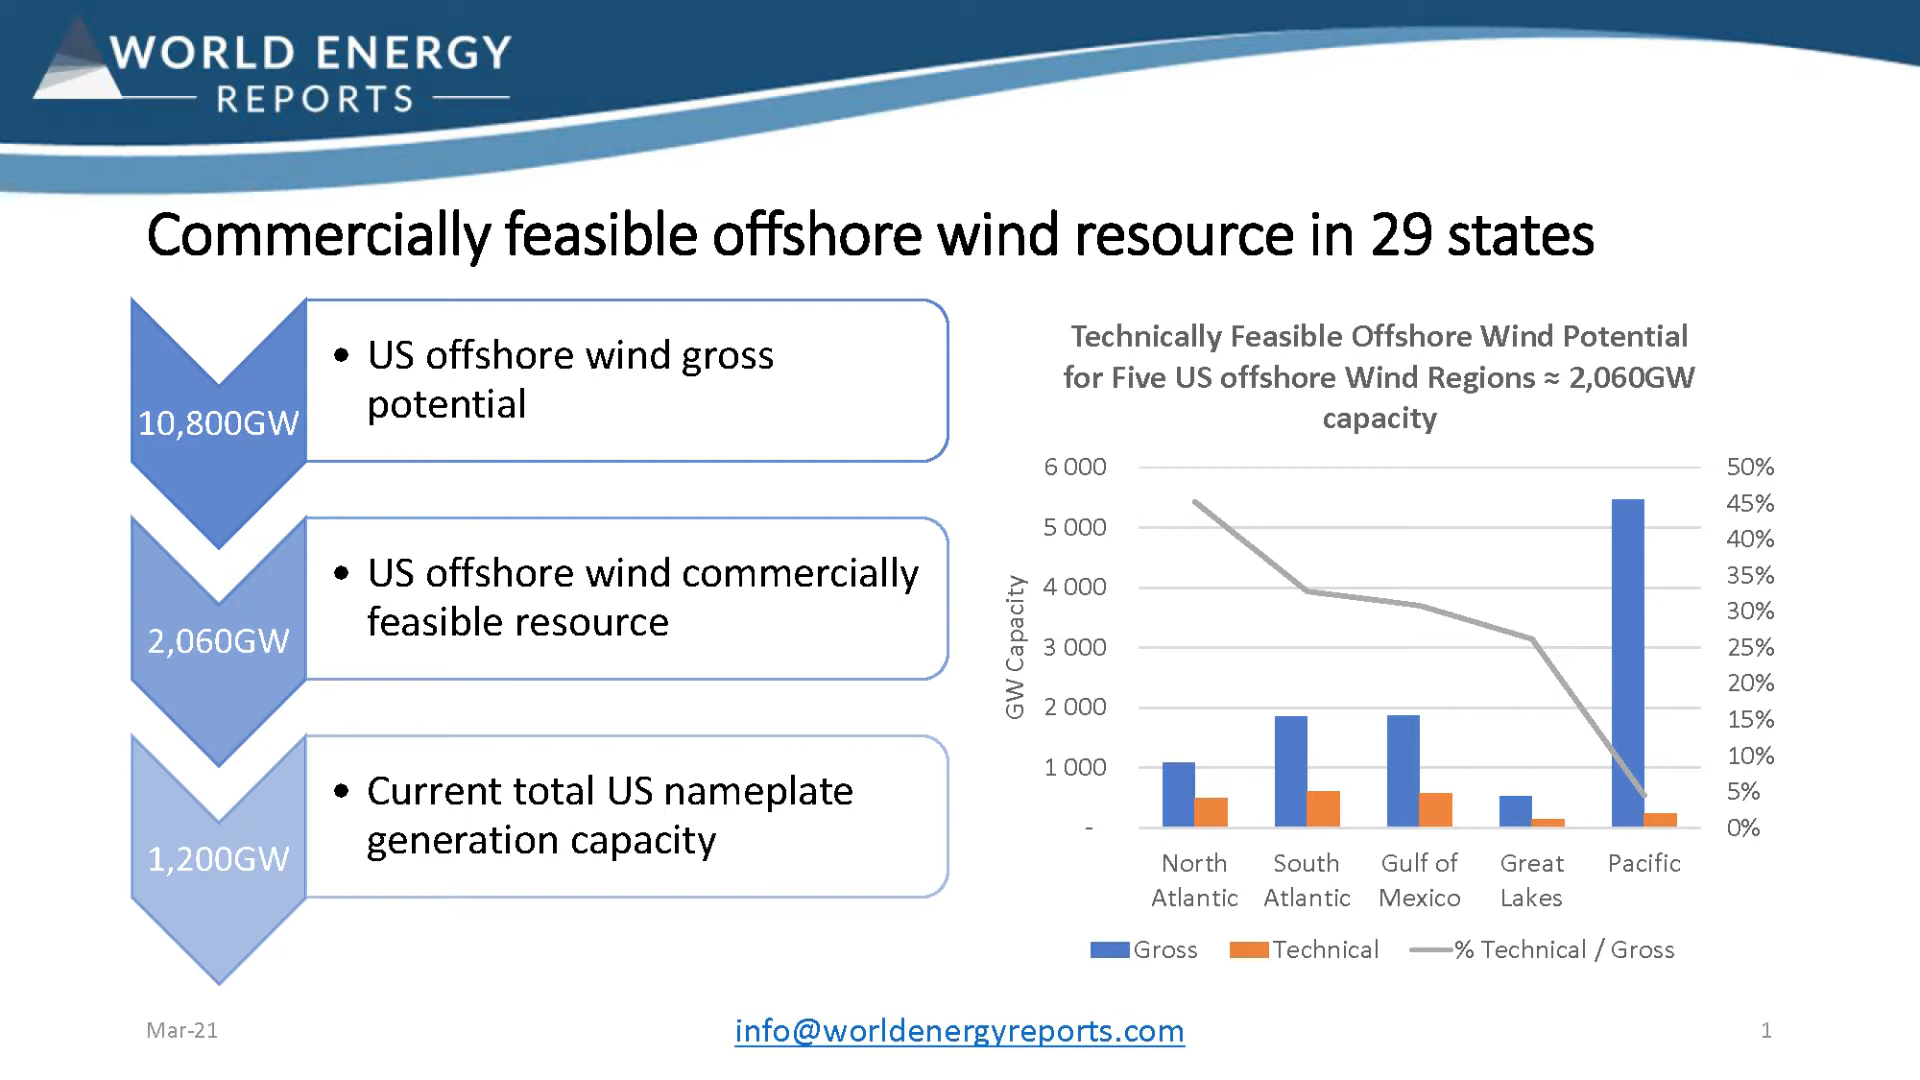 WORLD ENERGY
REPORTS
Commercially feasible offshore wind resource in 29 states
10,800GW
• US offshore wind gross
potential
2,060GW
• US offshore wind commercially
feasible resource
1,200GW
• Current total US nameplate
generation capacity
Technically Feasible Offshore Wind Potential
for Five US offshore Wind Regions ≈ 2,060GW
capacity
GW Capacity
6 000
5 000
4 000
3 000
2 000
1 000
-
50%
45%
40%
35%
30%
25%
20%
15%
10%
5%
0%
North
Atlantic
South
Atlantic
Gulf of
Mexico
Great
Lakes
Pacific
Gross
Technical
% Technical / Gross
Mar-21
info@worldenergyreports.com
1